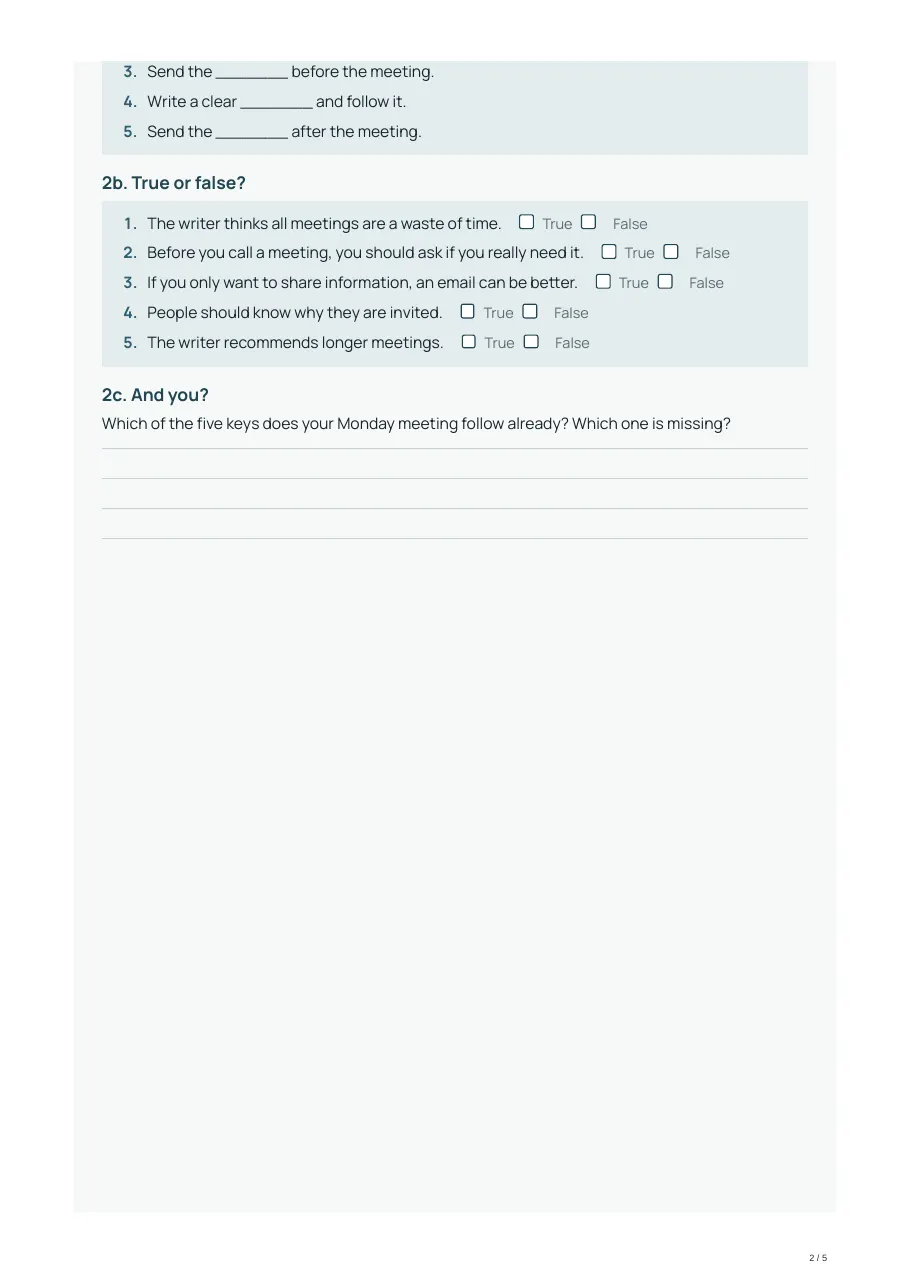 3. Send the ________ before the meeting.
4. Write a clear ________ and follow it.
5. Send the ________ after the meeting.
2b. True or false?
1. The writer thinks all meetings are a waste of time. True False
2. Before you call a meeting, you should ask if you really need it. True False
3. If you only want to share information, an email can be better. True False
4. People should know why they are invited. True False
5. The writer recommends longer meetings. True False
2c. And you?
Which of the five keys does your Monday meeting follow already? Which one is missing?
2 / 5